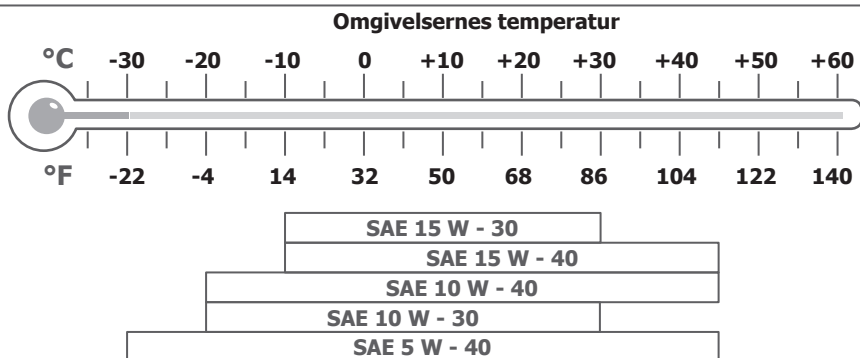 Omgivelsernes temperatur
°C -30 -20 -10 0 +10 +20 +30 +40 +50 +60
°F -22 -4 14 32 50 68 86 104 122 140
SAE 15 W - 30
SAE 15 W - 40
SAE 10 W - 40
SAE 10 W - 30
SAE 5 W - 40